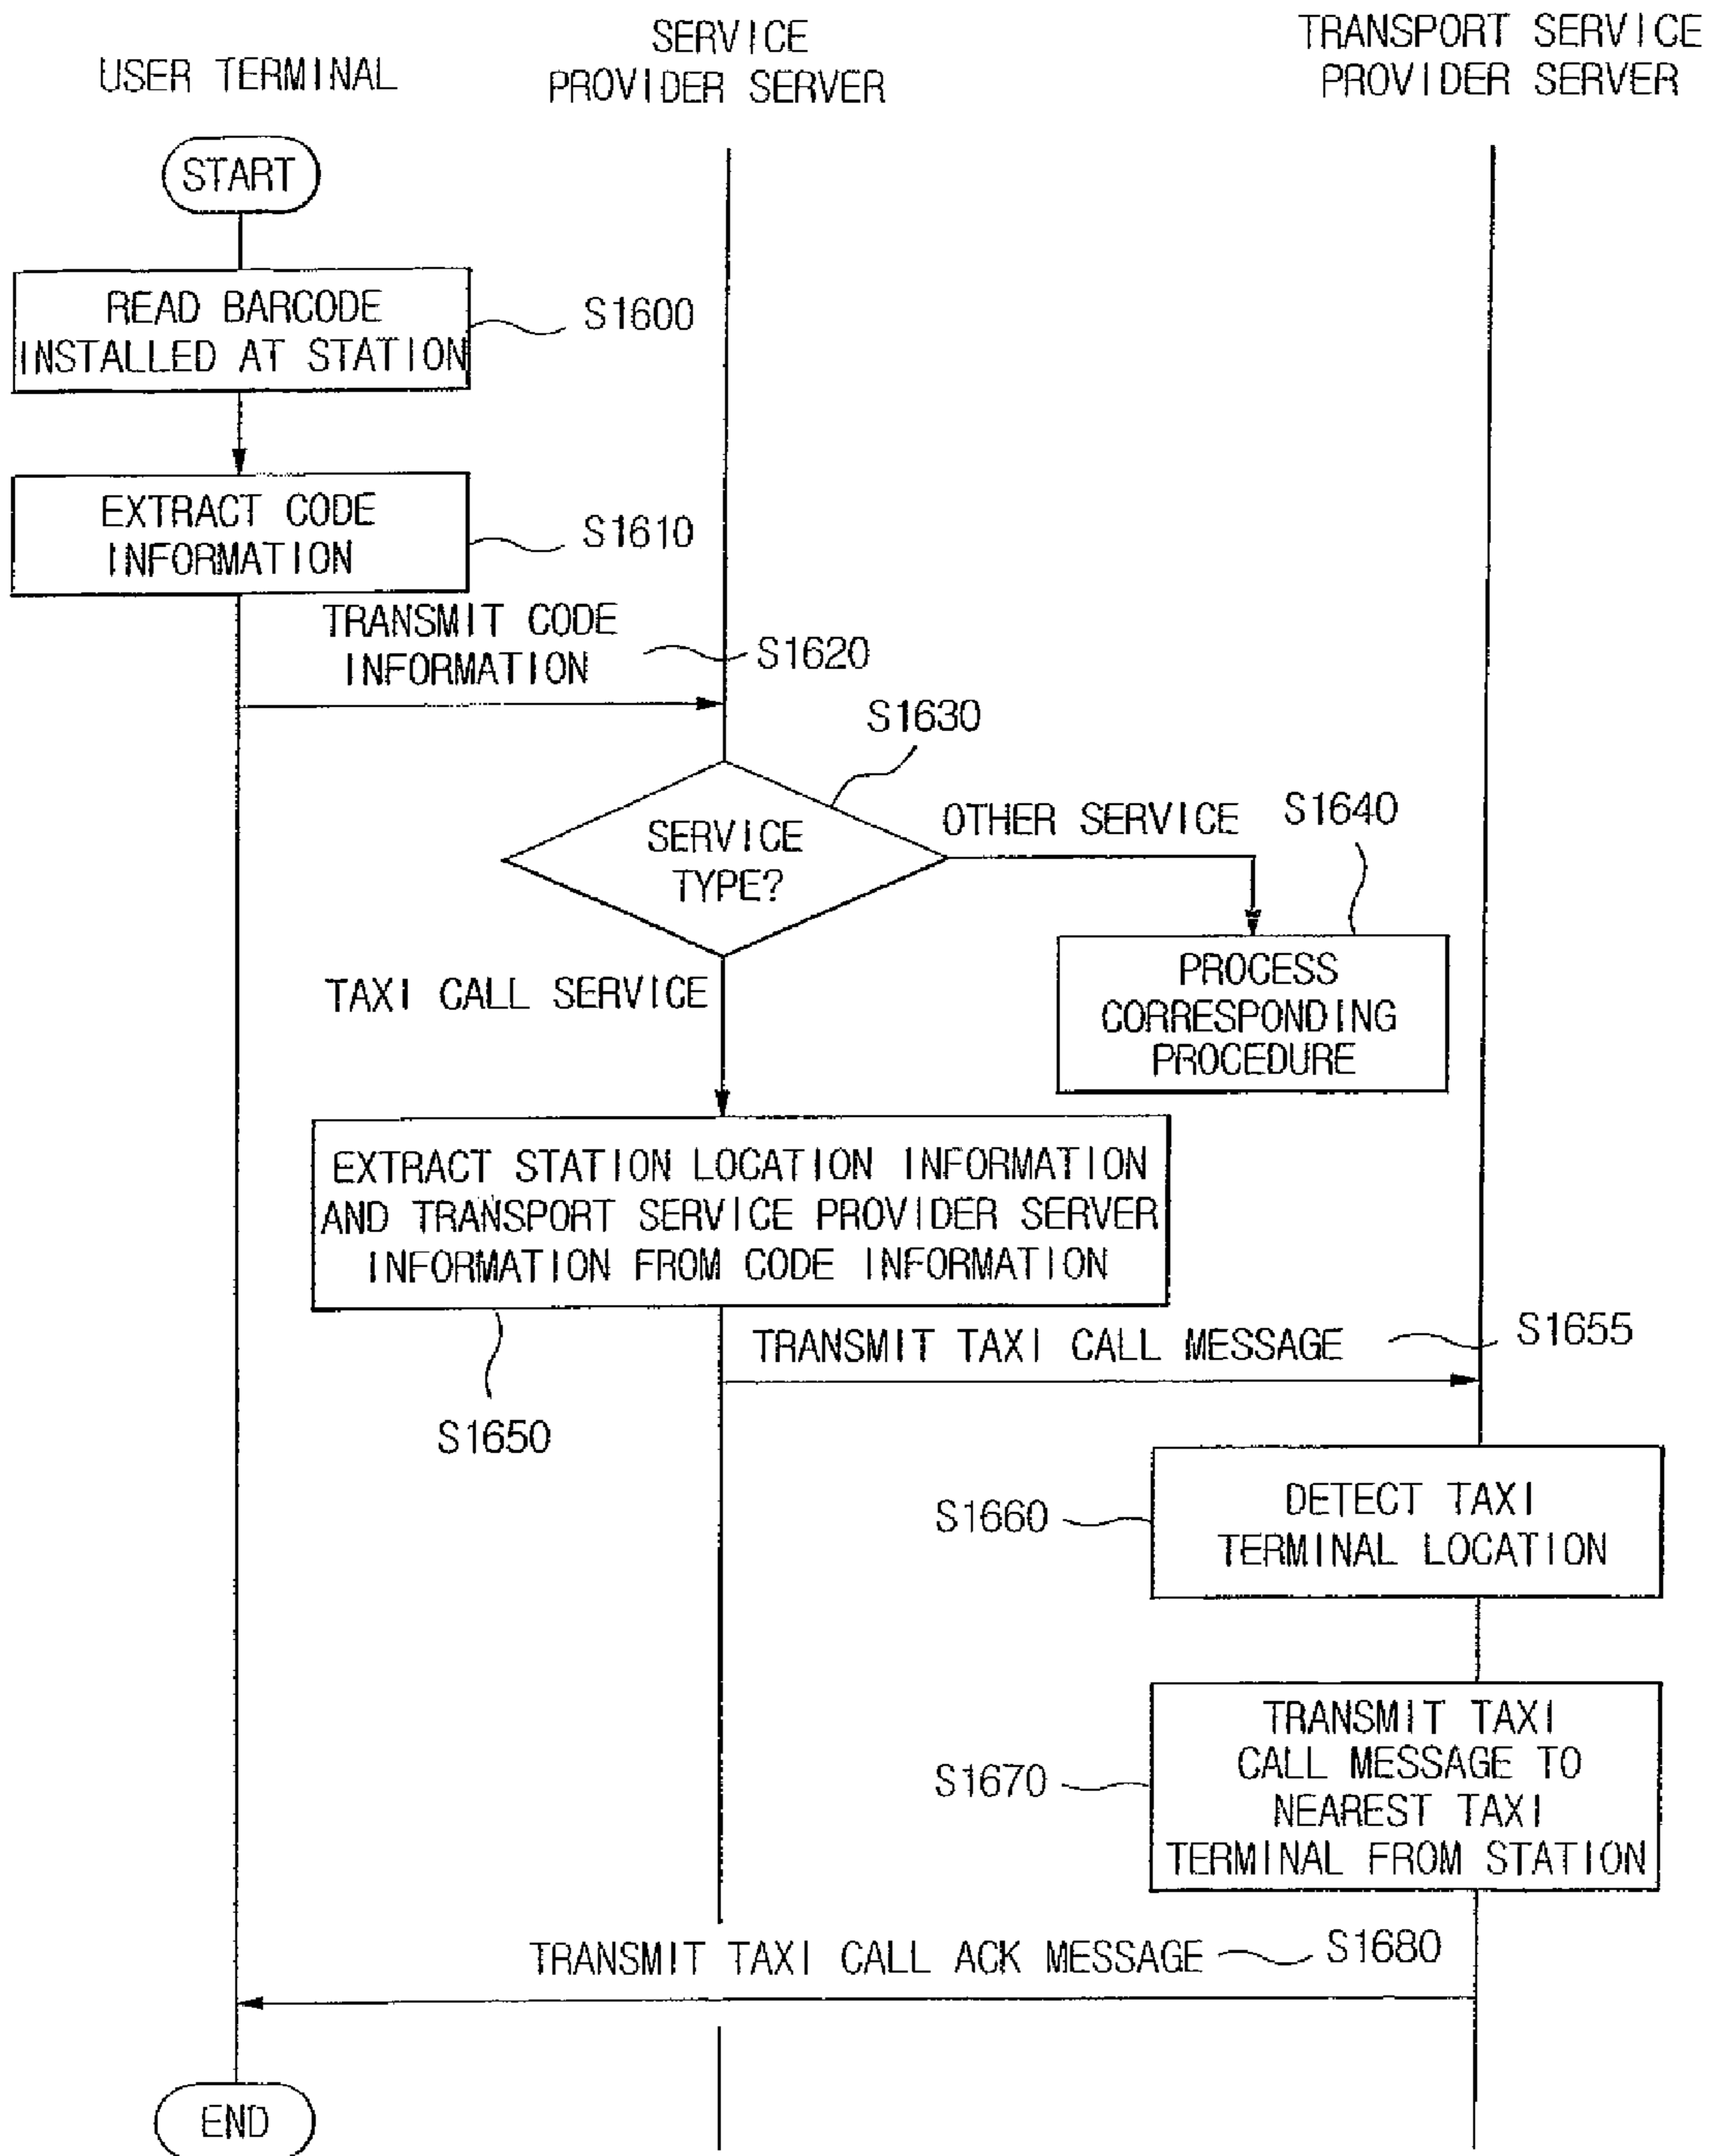 USER TERMINAL
SERVICE
PROVIDER SERVER
TRANSPORT SERVICE
PROVIDER SERVER
START
READ BARCODE
INSTALLED AT STATION
S1600
EXTRACT CODE
INFORMATION
S1610
TRANSMIT CODE
INFORMATION
S1620
S1630
SERVICE
TYPE?
OTHER SERVICE
S1640
PROCESS
CORRESPONDING
PROCEDURE
TAXI CALL SERVICE
EXTRACT STATION LOCATION INFORMATION
AND TRANSPORT SERVICE PROVIDER SERVER
INFORMATION FROM CODE INFORMATION
S1650
TRANSMIT TAXI CALL MESSAGE
S1655
S1660
DETECT TAXI
TERMINAL LOCATION
S1670
TRANSMIT TAXI
CALL MESSAGE TO
NEAREST TAXI
TERMINAL FROM STATION
TRANSMIT TAXI CALL ACK MESSAGE
S1680
END